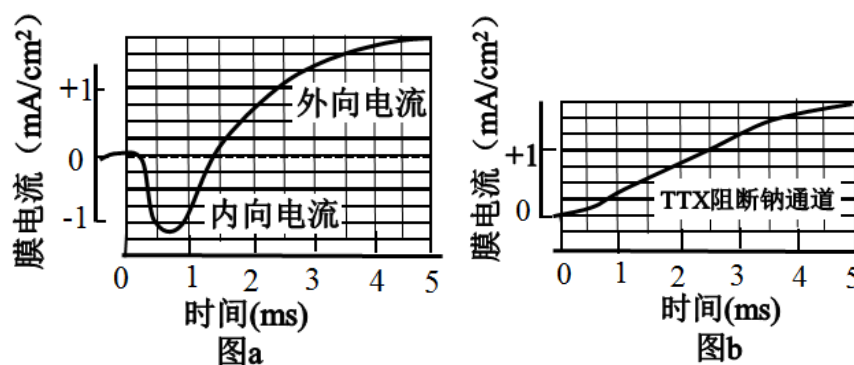 膜电流（mA/cm²）
+1
0
-1
外向电流
内向电流
0 1 2 3 4 5
时间(ms)
图a
膜电流（mA/cm²）
+1
0
TTX阻断钠通道
0 1 2 3 4 5
时间(ms)
图b